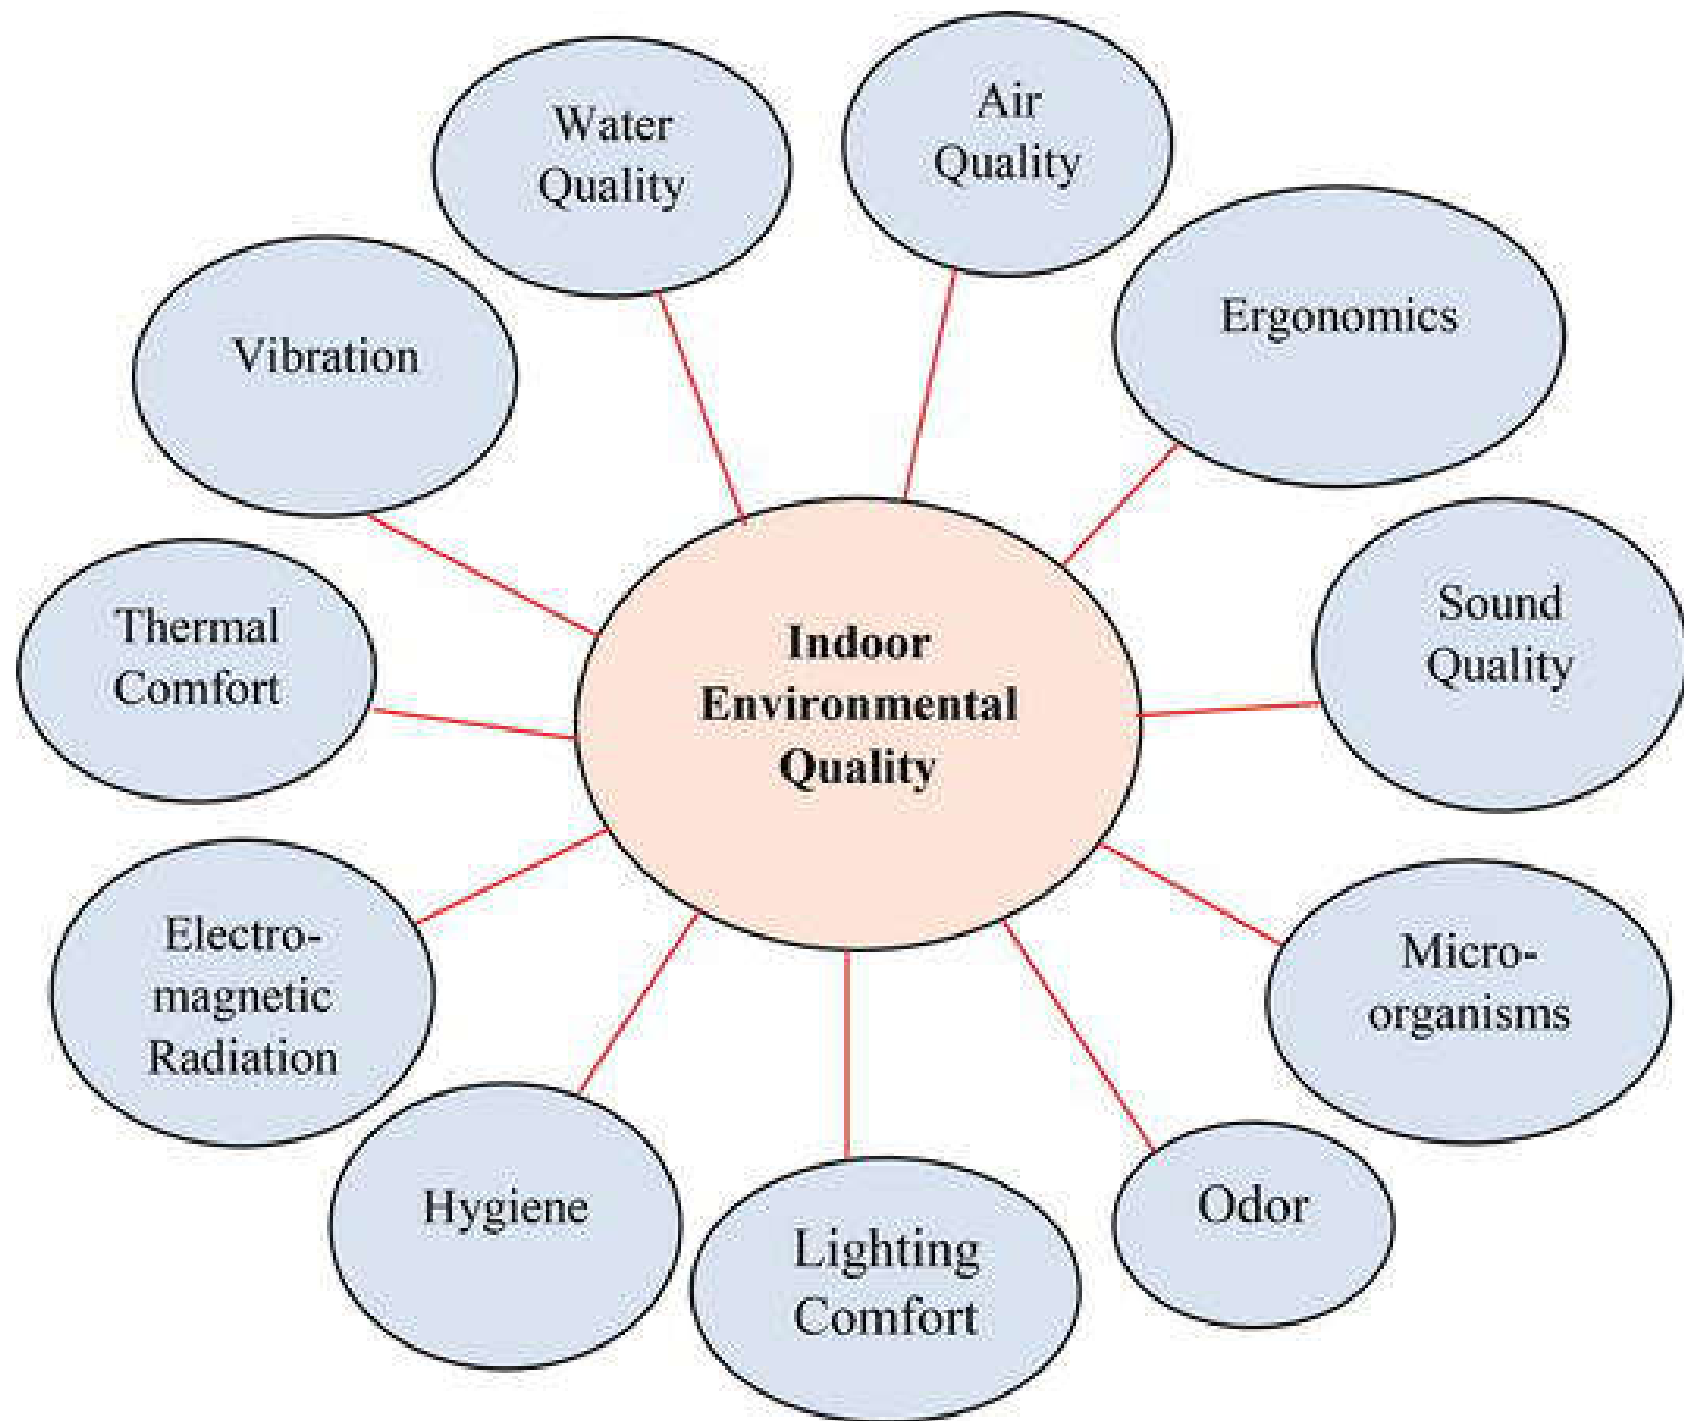 Water
Quality
Air
Quality
Ergonomics
Vibration
Sound
Quality
Thermal
Comfort
Indoor
Environmental
Quality
Electro-
magnetic
Radiation
Micro-
organisms
Hygiene
Odor
Lighting
Comfort